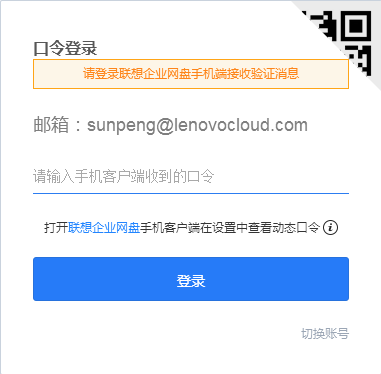 口令登录
请登录联想企业网盘手机端接收验证消息
邮箱：sunpeng@lenovocloud.com
请输入手机客户端收到的口令
打开联想企业网盘手机客户端在设置中查看动态口令
登录
切换账号